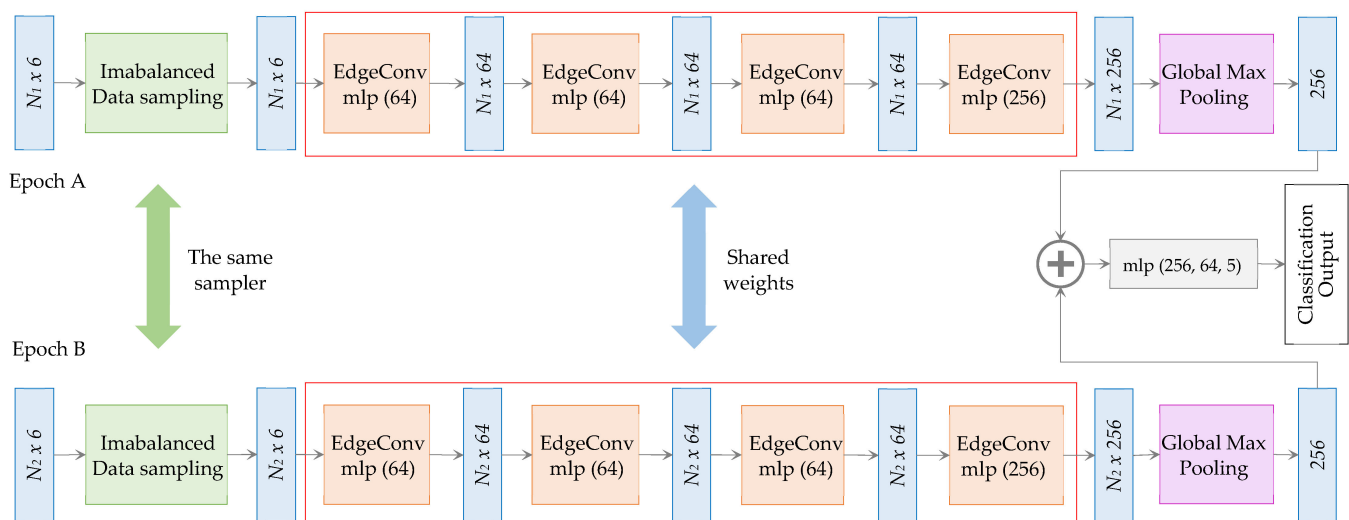 N1 x 6
Imabalanced
Data sampling
N1 x 6
EdgeConv
mlp (64)
N1 x 64
EdgeConv
mlp (64)
N1 x 64
EdgeConv
mlp (64)
N1 x 64
EdgeConv
mlp (256)
N1 x 256
Global Max
Pooling
256
Epoch A
The same
sampler
Shared
weights
mlp (256, 64, 5)
Classification
Output
Epoch B
N2 x 6
Imabalanced
Data sampling
N2 x 6
EdgeConv
mlp (64)
N2 x 64
EdgeConv
mlp (64)
N2 x 64
EdgeConv
mlp (64)
N2 x 64
EdgeConv
mlp (256)
N2 x 256
Global Max
Pooling
256